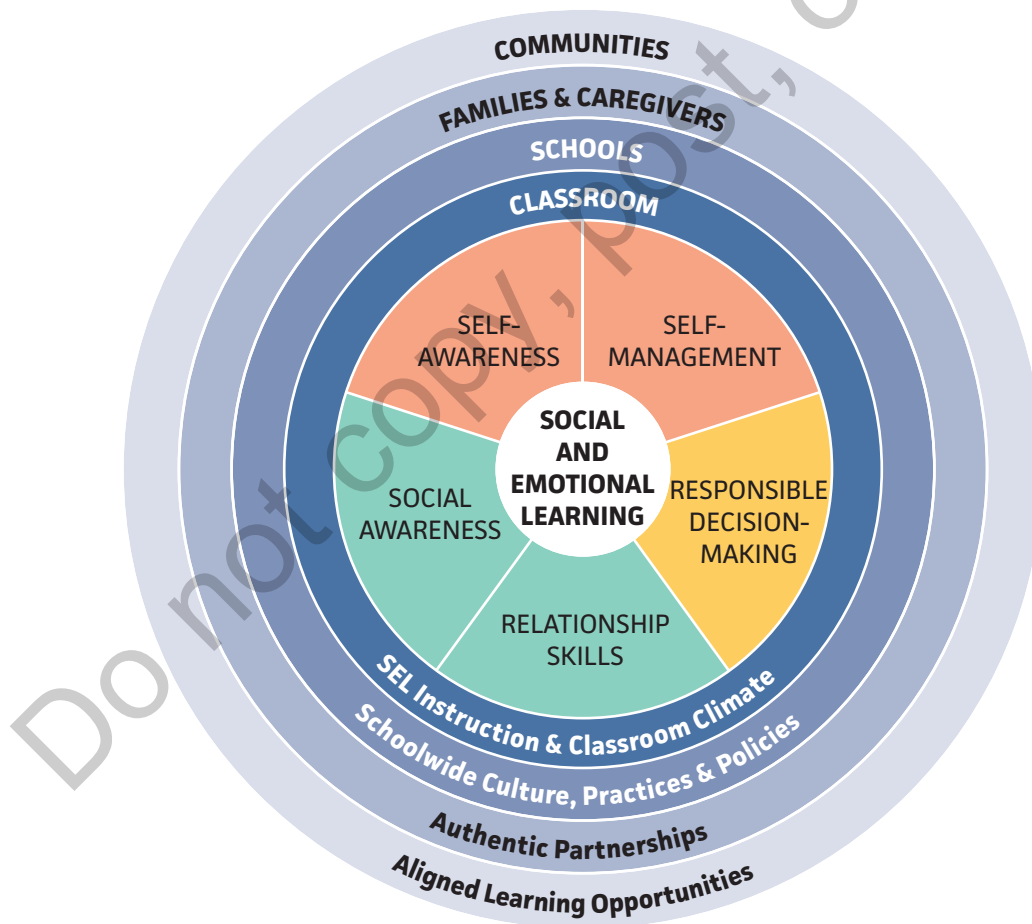 COMMUNITIES
FAMILIES & CAREGIVERS
SCHOOLS
CLASSROOM
SELF-
AWARENESS
SELF-
MANAGEMENT
SOCIAL
AND
EMOTIONAL
LEARNING
SOCIAL
AWARENESS
RESPONSIBLE
DECISION-
MAKING
RELATIONSHIP
SKILLS
SEL Instruction & Classroom Climate
Schoolwide Culture, Practices & Policies
Authentic Partnerships
Aligned Learning Opportunities
Do not copy, post,